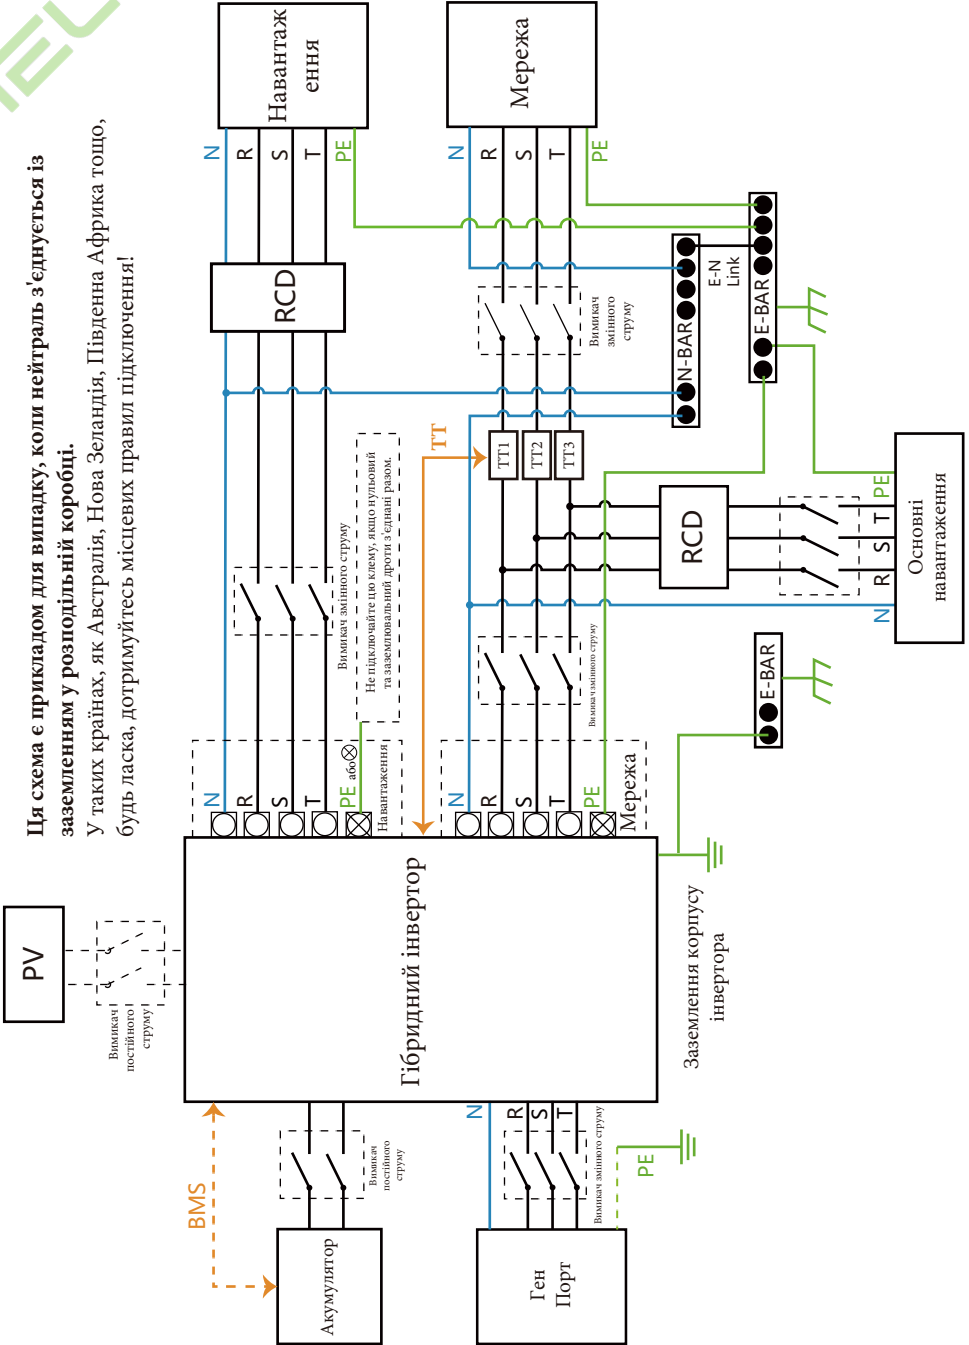 Ця схема є прикладом для випадку, коли нейтраль з'єднується із
заземленням у розподільній коробці.
У таких країнах, як Австралія, Нова Зеландія, Південна Африка тощо,
будь ласка, дотримуйтесь місцевих правил підключення!
PV
Вимикач
постійного
струму
BMS
Акумулятор
Вимикач
постійного
струму
Ген
Порт
N
R
S
T
PE
Вимикач змінного струму
Гібридний інвертор
Заземлення корпусу
інвертора
N
R
S
T
PE
або
Навантаження
N
R
S
T
PE
Мережа
Вимикач змінного струму
Не підключайте цю клему, якщо нульовий
та заземлювальний дроти з'єднані разом.
Вимикач змінного струму
TT
TT1
TT2
TT3
RCD
N
R
S
T
PE
Навантаж
ення
N
R
S
T
PE
Мережа
Вимикач
змінного
струму
N-BAR
E-N
Link
E-BAR
RCD
N
R
S
T
PE
Основні
навантаження
E-BAR